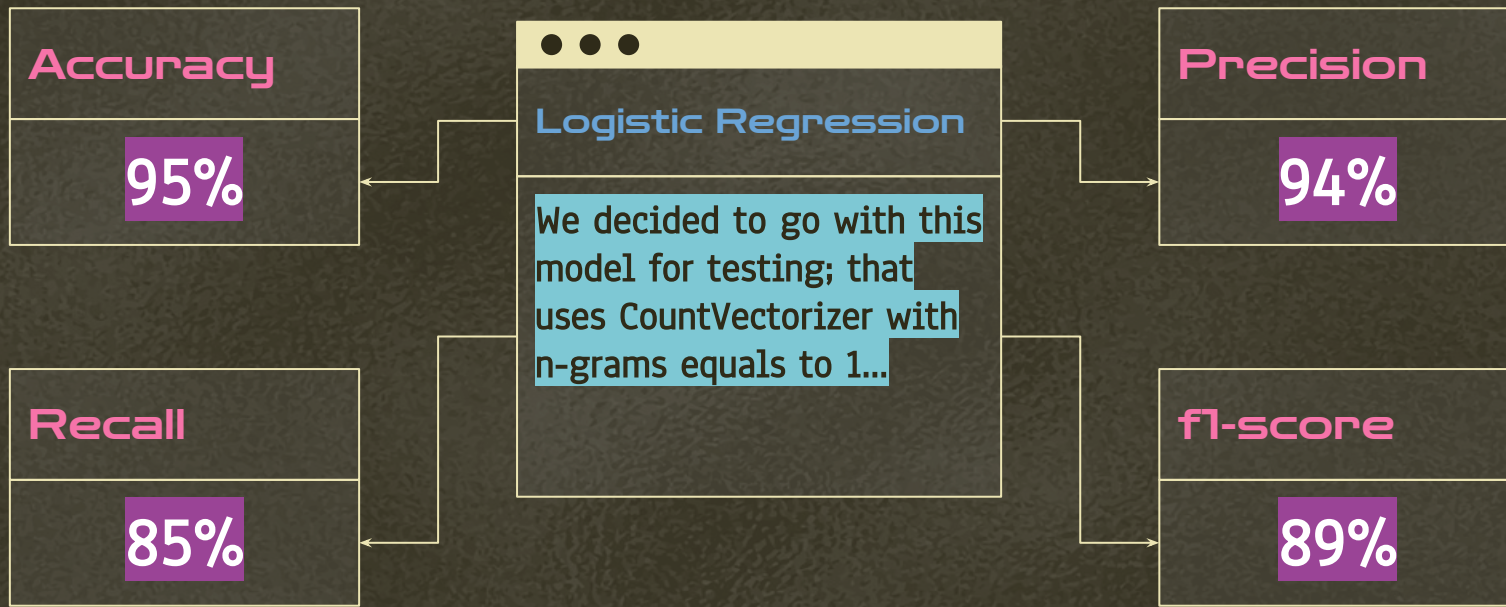 Accuracy
95%
Recall
85%
Logistic Regression
We decided to go with this
model for testing; that
uses CountVectorizer with
n-grams equals to 1...
Precision
94%
f1-score
89%